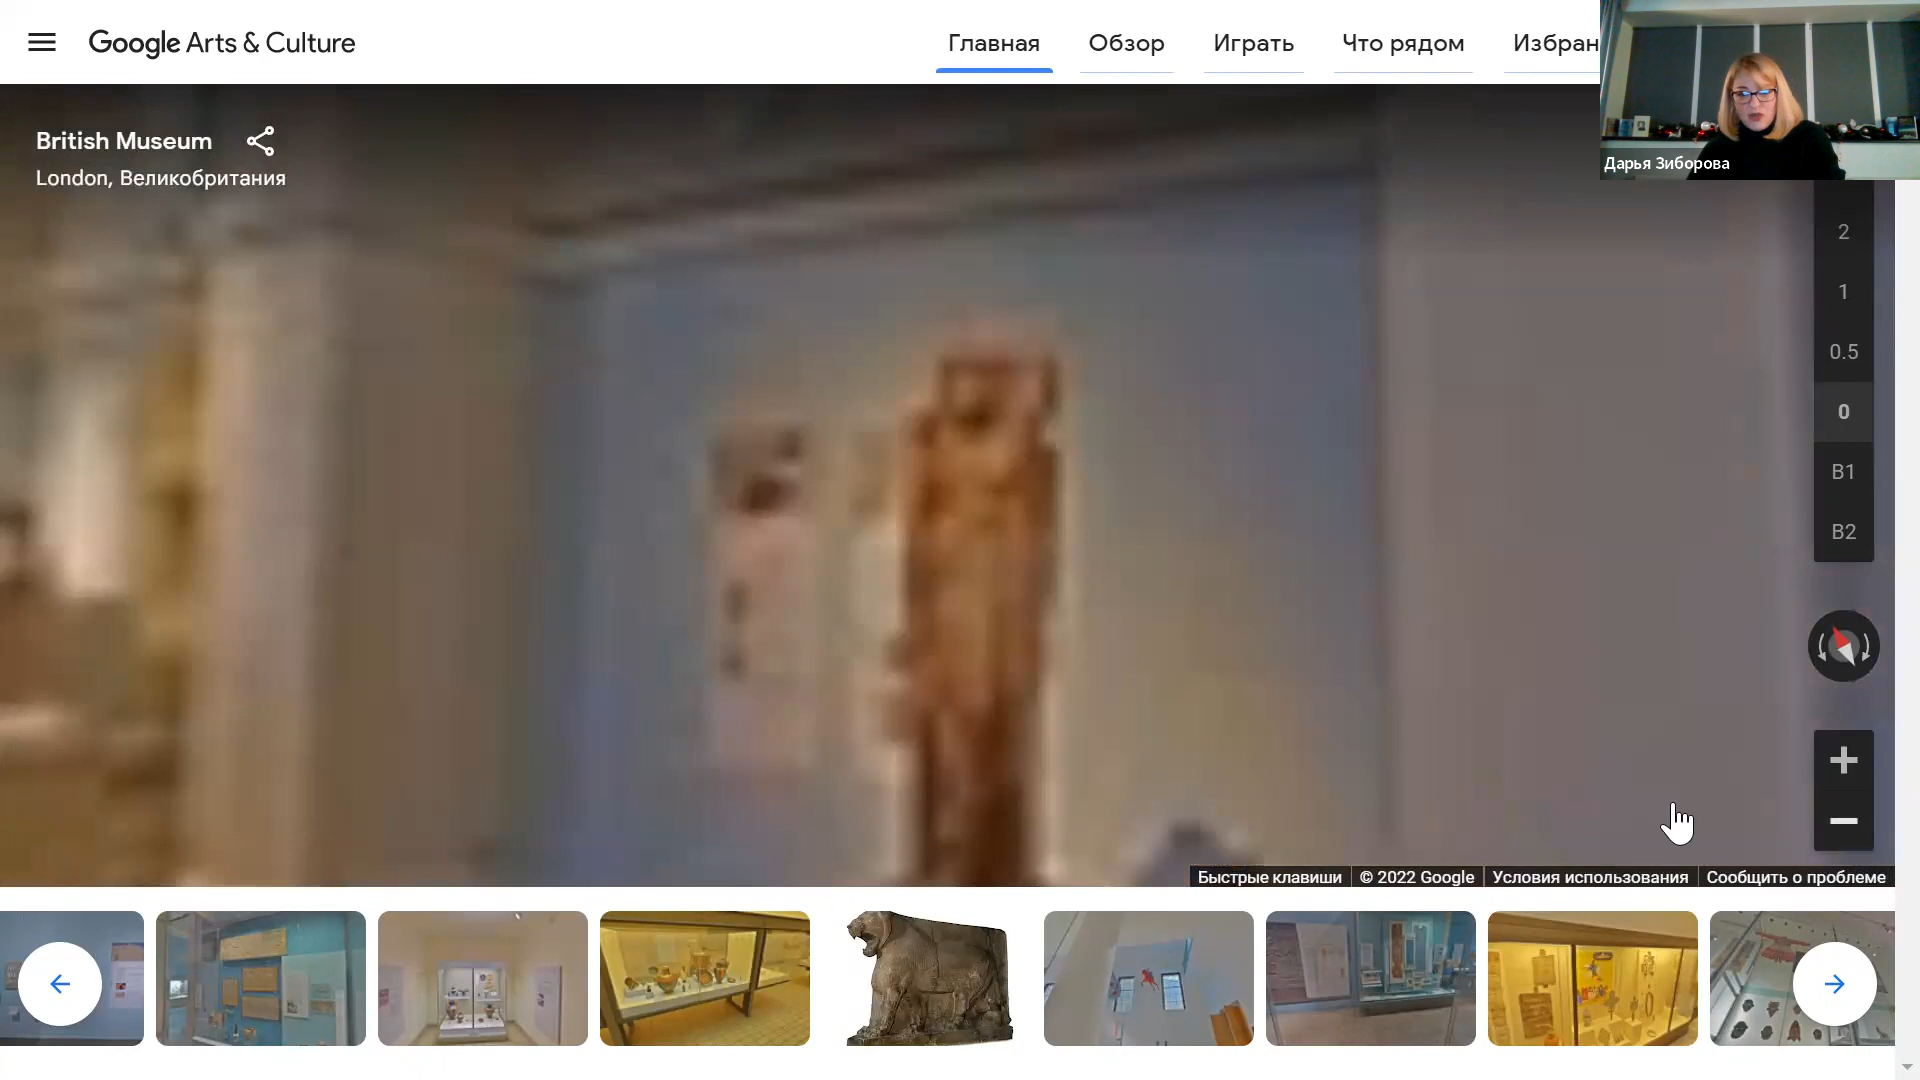 Google Arts & Culture
Главная
Обзор
Играть
Что рядом
Избран
Дарья Зиборова
British Museum
London, Великобритания
2
1
0.5
0
B1
B2
Быстрые клавиши
© 2022 Google
Условия использования
Сообщить о проблеме